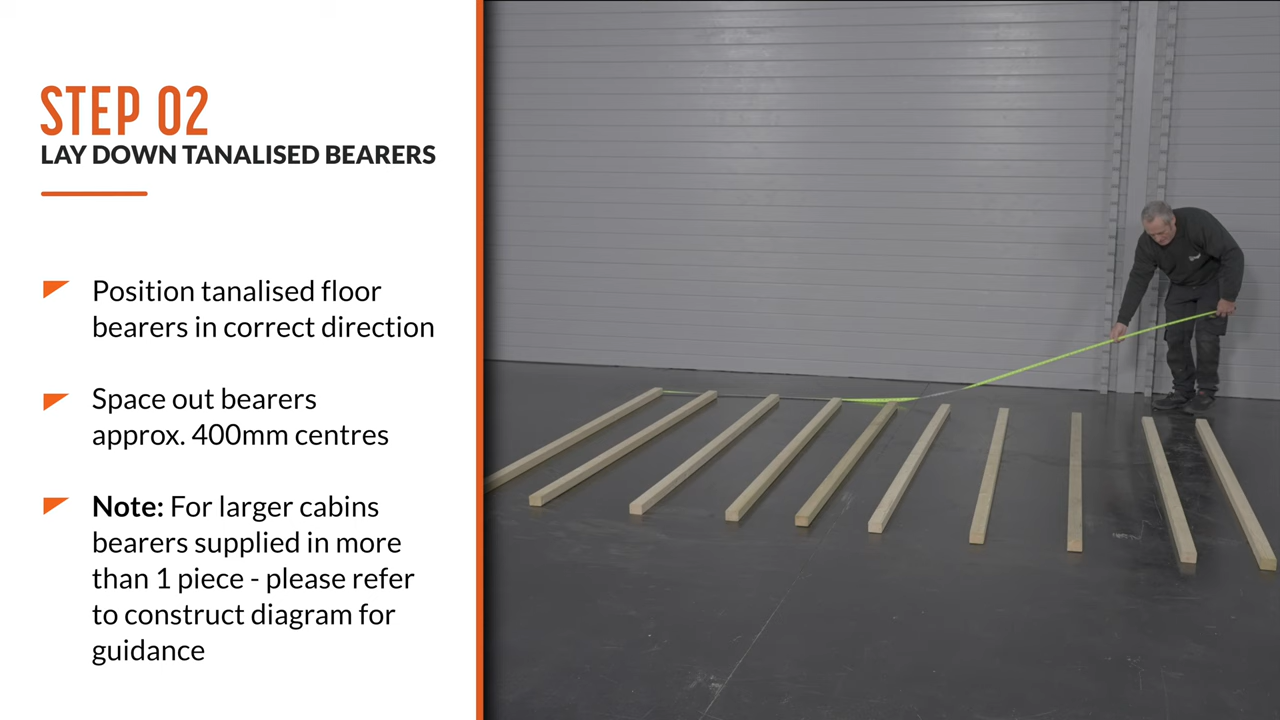 STEP 02
LAY DOWN TANALISED BEARERS
Position tanalised floor
bearers in correct direction
Space out bearers
approx. 400mm centres
Note: For larger cabins
bearers supplied in more
than 1 piece - please refer
to construct diagram for
guidance